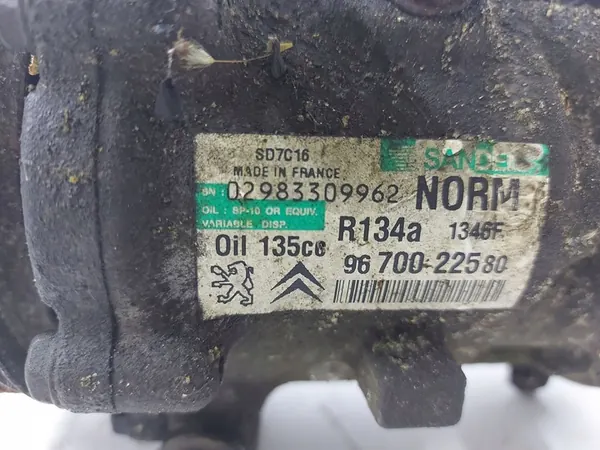 SD7C16
MADE IN FRANCE
SANDEN
SN : 02983309962
NORM
OIL : SP-10 OR EQUIV.
VARIABLE DISP.
R134a 1346F
Oil 135cc
96 700-225 80